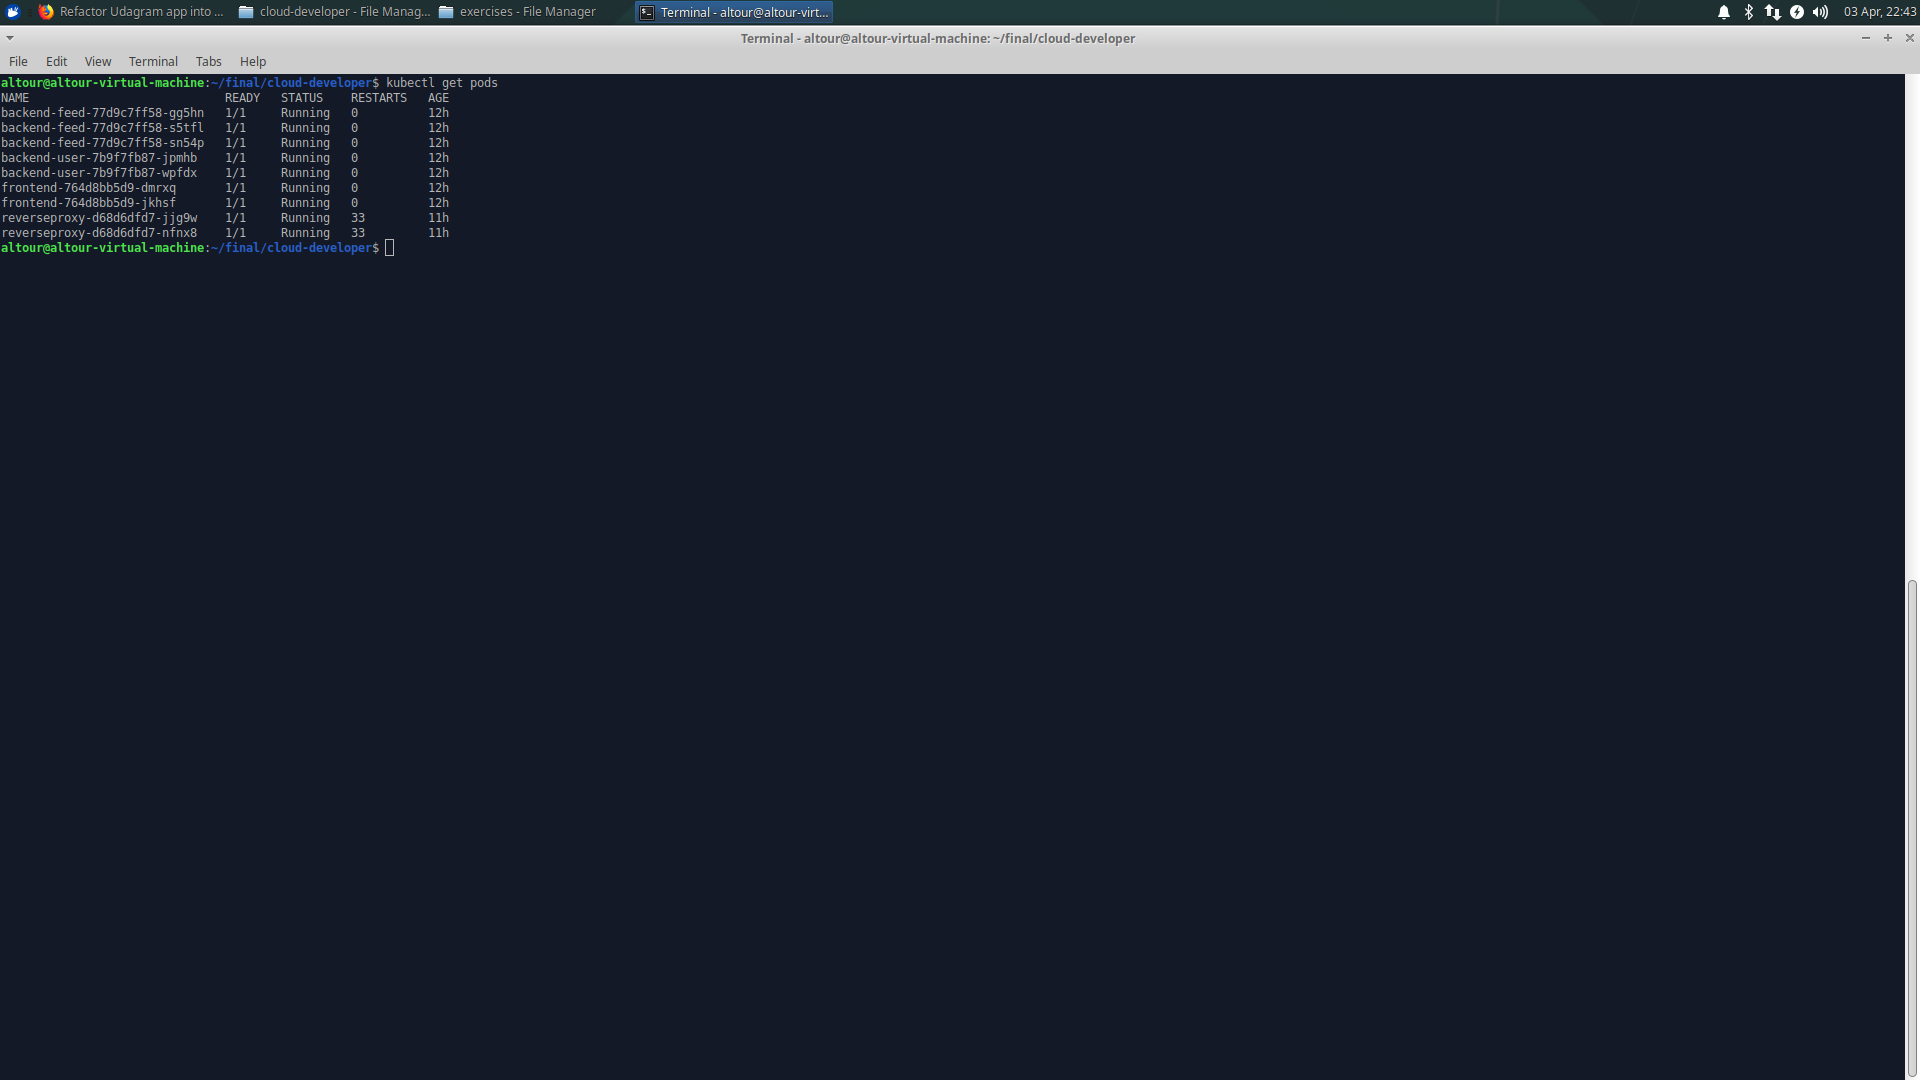 Refactor Udagram app into ...
cloud-developer - File Manag...
exercises - File Manager
Terminal - altour@altour-virt...
03 Apr, 22:43
Terminal - altour@altour-virtual-machine: ~/final/cloud-developer
File Edit View Terminal Tabs Help
altour@altour-virtual-machine:~/final/cloud-developer$ kubectl get pods
NAME READY STATUS RESTARTS AGE
backend-feed-77d9c7ff58-gg5hn 1/1 Running 0 12h
backend-feed-77d9c7ff58-s5tfl 1/1 Running 0 12h
backend-feed-77d9c7ff58-sn54p 1/1 Running 0 12h
backend-user-7b9f7fb87-jpmhb 1/1 Running 0 12h
backend-user-7b9f7fb87-wpfdx 1/1 Running 0 12h
frontend-764d8bb5d9-dmrxq 1/1 Running 0 12h
frontend-764d8bb5d9-jkhsf 1/1 Running 0 12h
reverseproxy-d68d6dfd7-jjg9w 1/1 Running 33 11h
reverseproxy-d68d6dfd7-nfnx8 1/1 Running 33 11h
altour@altour-virtual-machine:~/final/cloud-developer$